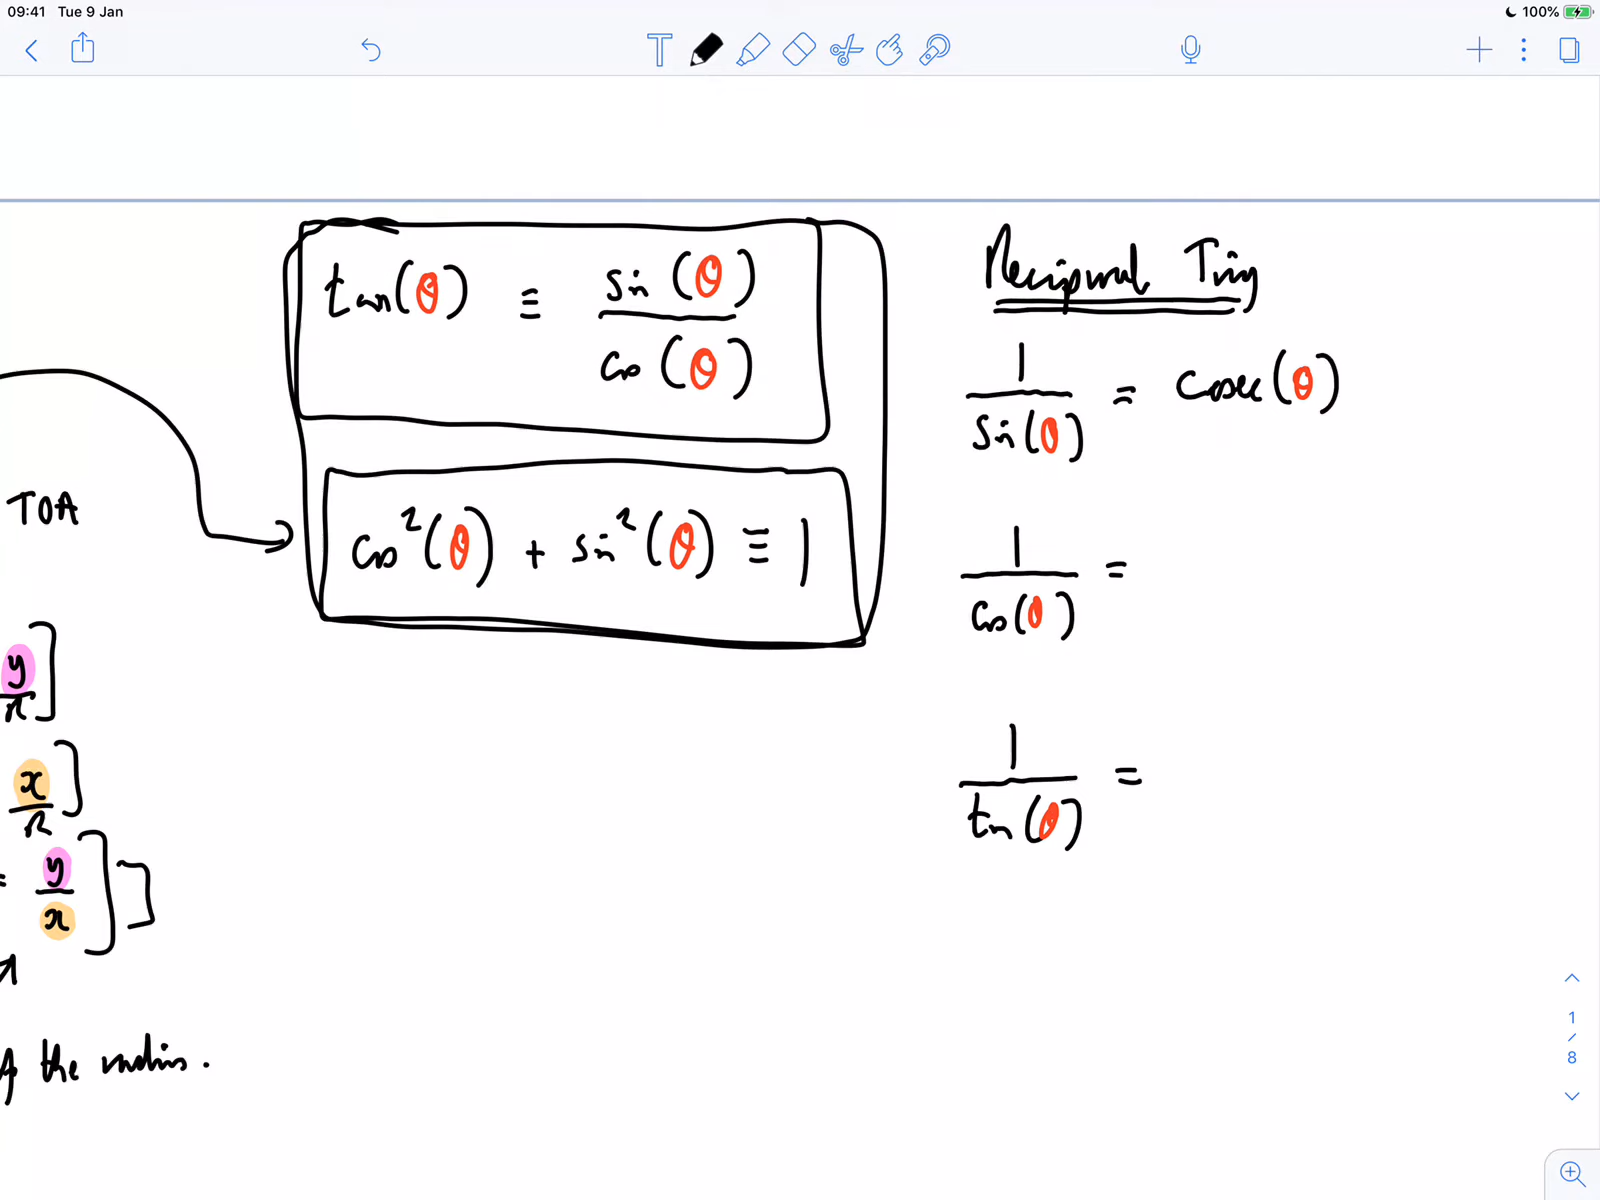 09:41 Tue 9 Jan
100%
tan(θ) ≡ sin(θ)/cos(θ)
cos²(θ) + sin²(θ) ≡ 1
TOA
y/r]
x/r]
= y/x]]
the radius.
Reciprocal Trig
1/sin(θ) = cosec(θ)
1/cos(θ) =
1/tan(θ) =
1
/
8